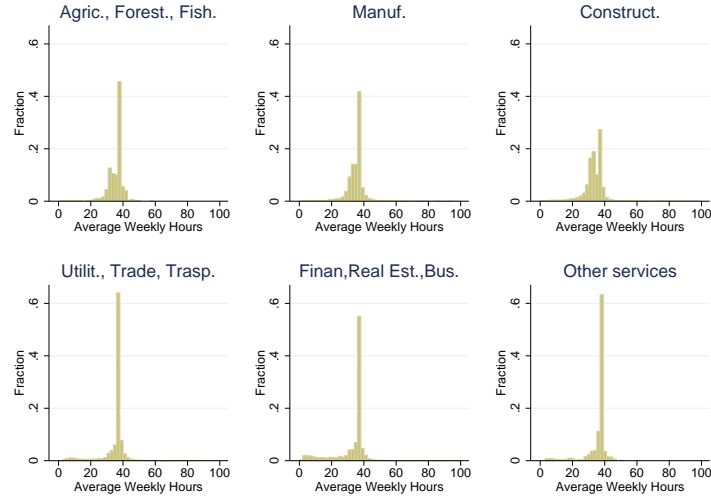 Agric., Forest., Fish.
Manuf.
Construct.
Fraction
0 .2 .4 .6
0 20 40 60 80 100
Average Weekly Hours
Fraction
0 .2 .4 .6
0 20 40 60 80 100
Average Weekly Hours
Fraction
0 .2 .4 .6
0 20 40 60 80 100
Average Weekly Hours
Utilit., Trade, Trasp.
Finan,Real Est.,Bus.
Other services
Fraction
0 .2 .4 .6
0 20 40 60 80 100
Average Weekly Hours
Fraction
0 .2 .4 .6
0 20 40 60 80 100
Average Weekly Hours
Fraction
0 .2 .4 .6
0 20 40 60 80 100
Average Weekly Hours